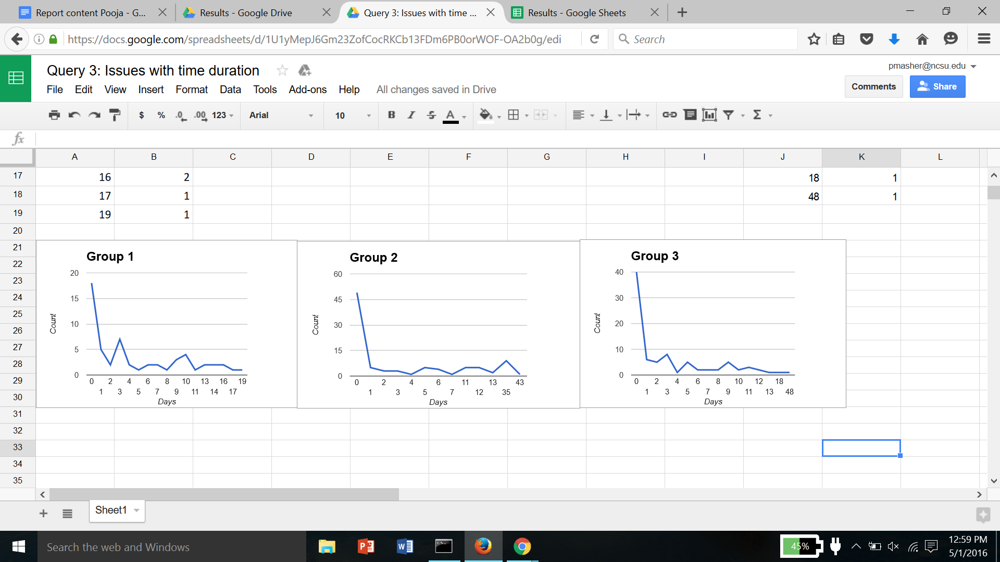 Report content Pooja - G...
Results - Google Drive
Query 3: Issues with time ...
Results - Google Sheets
https://docs.google.com/spreadsheets/d/1U1yMepJ6Gm23ZofCocRKCb13FDm6PB0orWOF-OA2b0g/edi
Search
Query 3: Issues with time duration
pmasher@ncsu.edu
File Edit View Insert Format Data Tools Add-ons Help All changes saved in Drive
Comments
Share
$ % .0 .00 123 Arial 10 B I S A Σ
fx
A B C D E F G H I J K L
17 16 2 18 1
18 17 1 48 1
19 19 1
20
21
22
23
24
25
26
27
28
29
30
31
32
33
34
35
Group 1
20
15
10
5
0
Count
0 2 4 6 8 10 13 16 19
1 3 5 7 9 11 14 17
Days
Group 2
60
45
30
15
0
Count
0 2 4 6 11 13 43
1 3 5 7 12 35
Days
Group 3
40
30
20
10
0
Count
0 2 4 6 8 10 12 18
1 3 5 7 9 11 13 48
Days
Sheet1
Search the web and Windows
45%
12:59 PM
5/1/2016